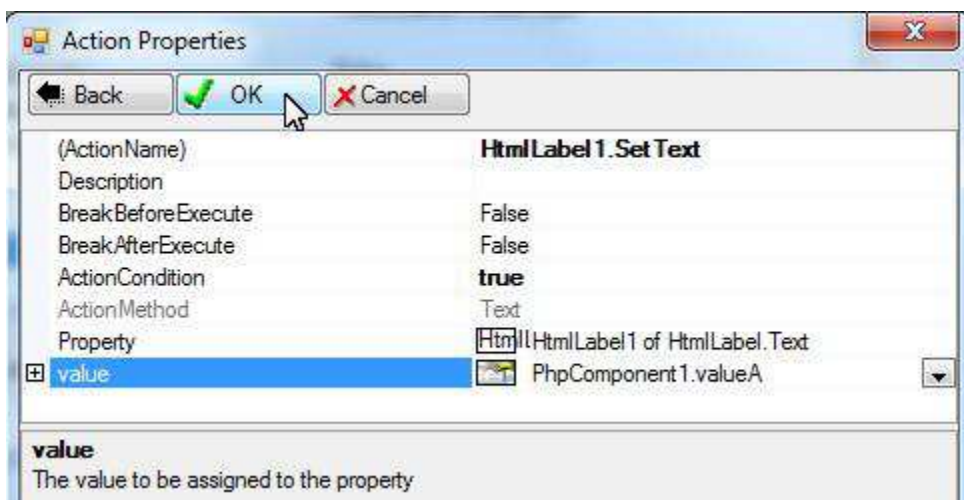 Action Properties
Back OK Cancel
(ActionName) HtmlLabel1.SetText
Description
BreakBeforeExecute False
BreakAfterExecute False
ActionCondition true
ActionMethod Text
Property HtmlLabel1 of HtmlLabel.Text
value PhpComponent1.valueA
value
The value to be assigned to the property